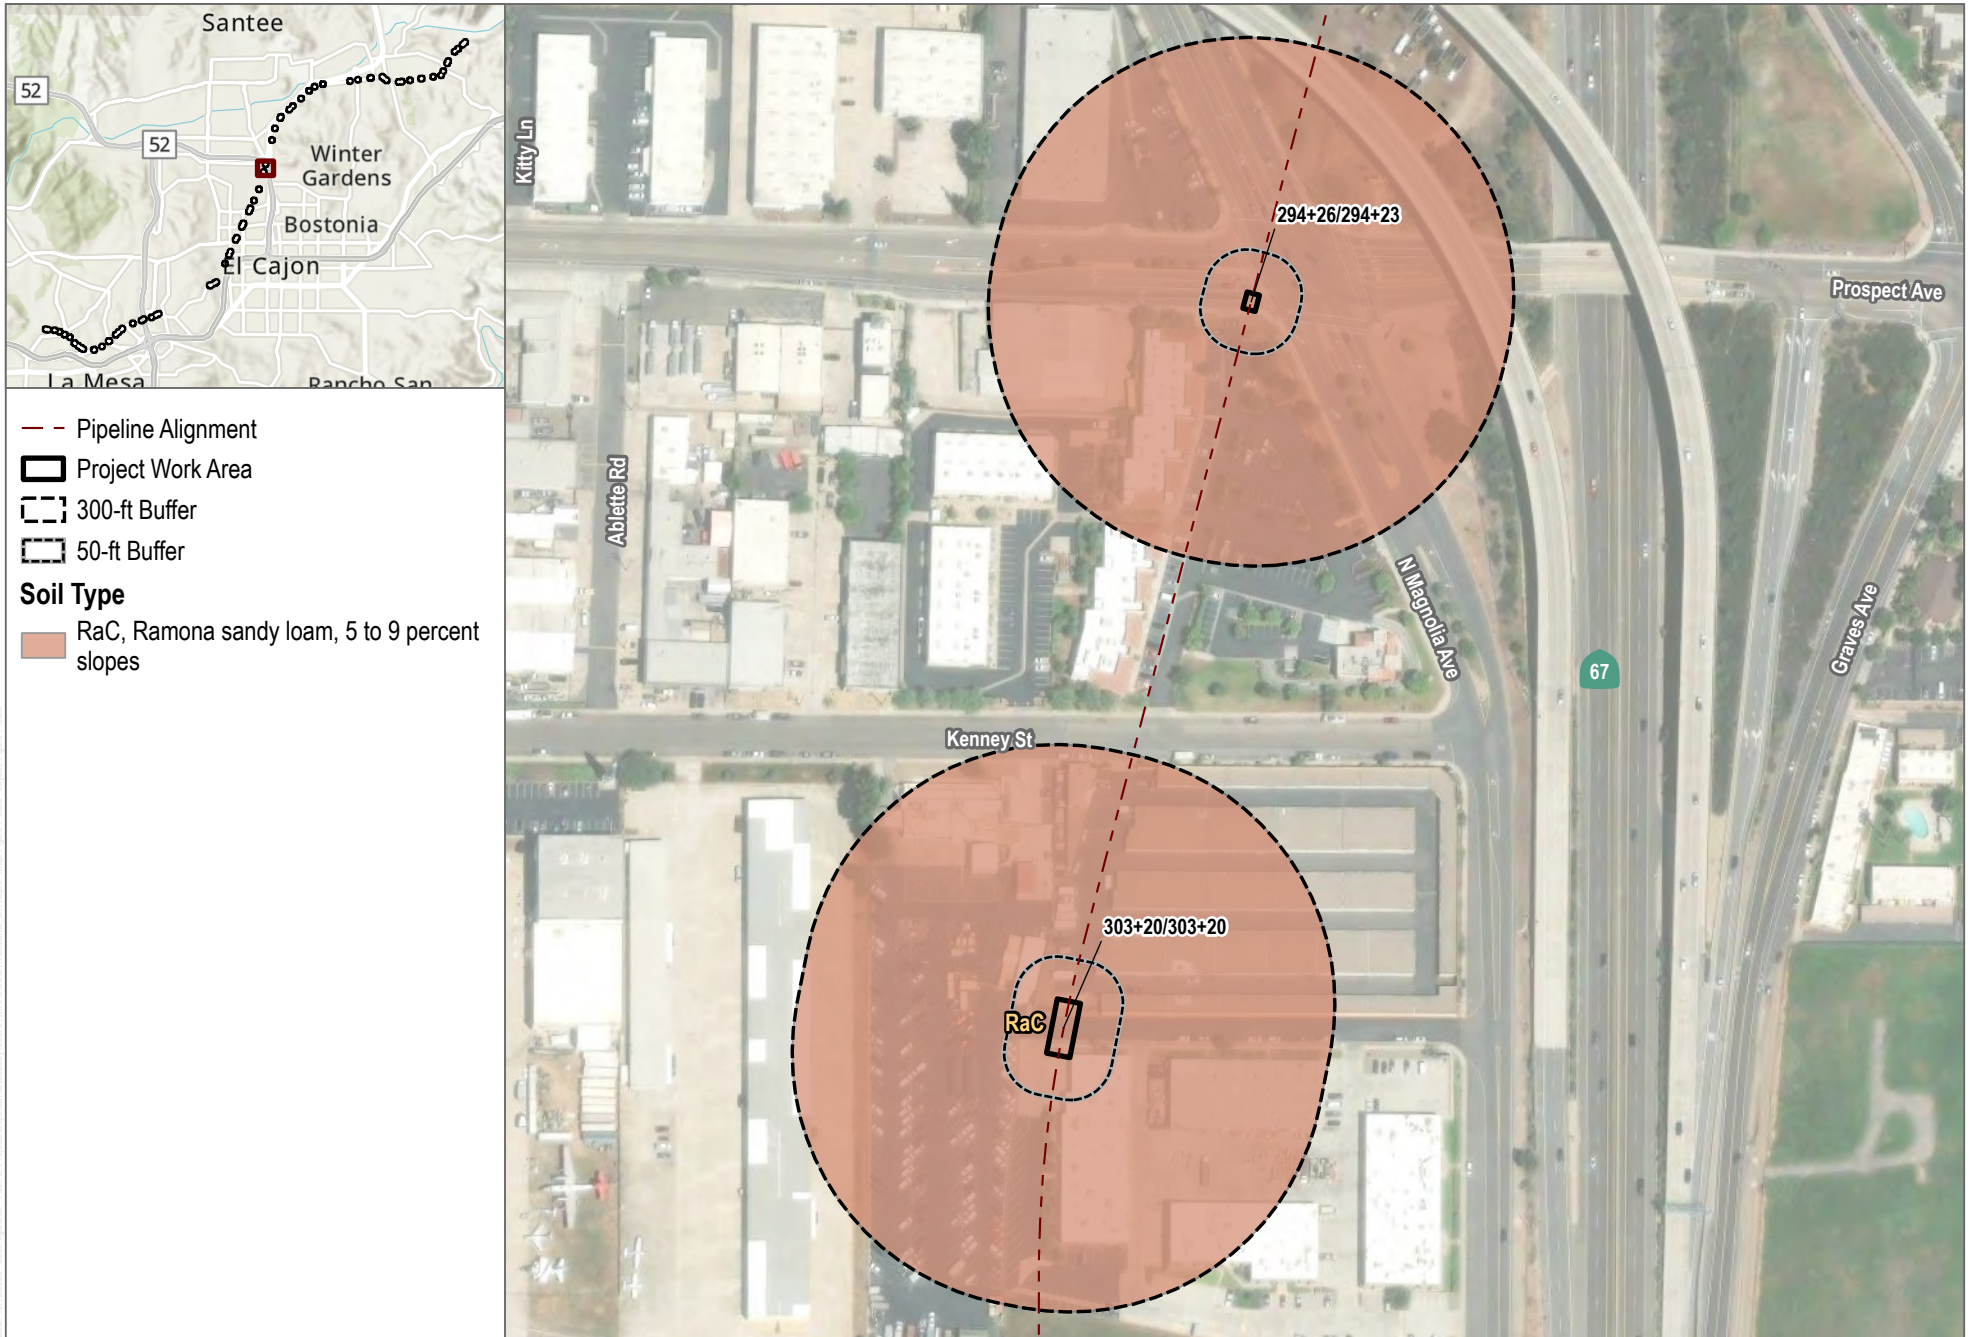 Santee
52
52
Winter
Gardens
Bostonia
El Cajon
La Mesa
Rancho San
Pipeline Alignment
Project Work Area
300-ft Buffer
50-ft Buffer
Soil Type
RaC, Ramona sandy loam, 5 to 9 percent
slopes
Kitty Ln
294+26/294+23
Prospect Ave
Ablette Rd
N Magnolia Ave
Graves Ave
67
Kenney St
303+20/303+20
RaC